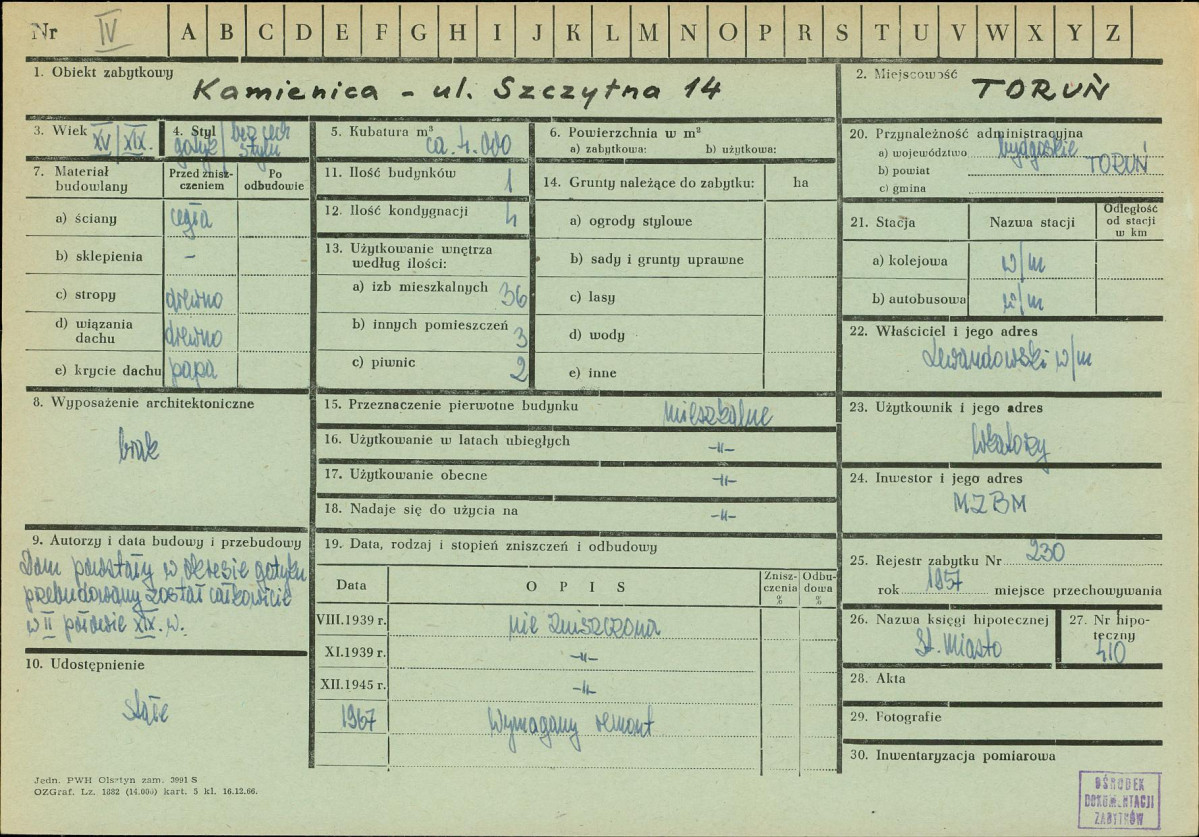 Nr IV A B C D E F G H I J K L M N O P R S T U V W X Y Z
1. Obiekt zabytkowy
Kamienica - ul. Szczytna 14
2. Miejscowość
TORUŃ
3. Wiek XV/XIX.
4. Styl gotyk / bez cech stylu
5. Kubatura m³ ca. 4.000
6. Powierzchnia w m²
a) zabytkowa: b) użytkowa:
7. Materiał budowlany
Przed zniszczeniem
Po odbudowie
a) ściany cegła
b) sklepienia -
c) stropy drewno
d) wiązania dachu drewno
e) krycie dachu papa
8. Wyposażenie architektoniczne
brak
9. Autorzy i data budowy i przebudowy
Dom powstały w okresie gotyku
przebudowany został całkowicie
w II połowie XIX. w.
10. Udostępnienie
stałe
Jedn. PWH Olsztyn zam. 3991 S
OZGraf. Lz. 1882 (14.000) kart. 5 kl. 16.12.66.
11. Ilość budynków 1
12. Ilość kondygnacji 4
13. Użytkowanie wnętrza
według ilości:
a) izb mieszkalnych 36
b) innych pomieszczeń 3
c) piwnic 2
14. Grunty należące do zabytku: ha
a) ogrody stylowe
b) sady i grunty uprawne
c) lasy
d) wody
e) inne
15. Przeznaczenie pierwotne budynku mieszkalne
16. Użytkowanie w latach ubiegłych -"-
17. Użytkowanie obecne -"-
18. Nadaje się do użycia na -"-
19. Data, rodzaj i stopień zniszczeń i odbudowy
Data OPIS Zniszczenia % Odbudowa %
VIII.1939 r. nie zniszczona
XI.1939 r. -"-
XII.1945 r. -"-
1967 Wymagany remont
20. Przynależność administracyjna
a) województwo bydgoskie
b) powiat TORUŃ
c) gmina
21. Stacja Nazwa stacji Odległość od stacji w km
a) kolejowa w/m
b) autobusowa w/m
22. Właściciel i jego adres
Lewandowski w/m
23. Użytkownik i jego adres
24. Inwestor i jego adres
MZBM
25. Rejestr zabytku Nr 230
rok 1957 miejsce przechowywania
26. Nazwa księgi hipotecznej
St. Miasto
27. Nr hipoteczny
410
28. Akta
29. Fotografie
30. Inwentaryzacja pomiarowa
OŚRODEK
DOKUMENTACJI
ZABYTKÓW